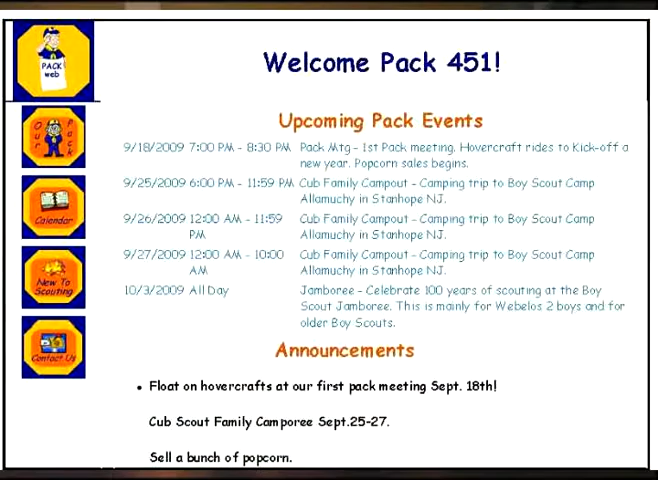 PACK
web
Welcome Pack 451!
Our Pack
Calendar
New To
Scouting
Contact Us
Upcoming Pack Events
9/18/2009 7:00 PM - 8:30 PM Pack Mtg - 1st Pack meeting. Hovercraft rides to Kick-off a
new year. Popcorn sales begins.
9/25/2009 6:00 PM - 11:59 PM Cub Family Campout - Camping trip to Boy Scout Camp
Allamuchy in Stanhope NJ.
9/26/2009 12:00 AM - 11:59 Cub Family Campout - Camping trip to Boy Scout Camp
PM Allamuchy in Stanhope NJ.
9/27/2009 12:00 AM - 10:00 Cub Family Campout - Camping trip to Boy Scout Camp
AM Allamuchy in Stanhope NJ.
10/3/2009 All Day Jamboree - Celebrate 100 years of scouting at the Boy
Scout Jamboree. This is mainly for Webelos 2 boys and for
older Boy Scouts.
Announcements
• Float on hovercrafts at our first pack meeting Sept. 18th!
Cub Scout Family Camporee Sept.25-27.
Sell a bunch of popcorn.